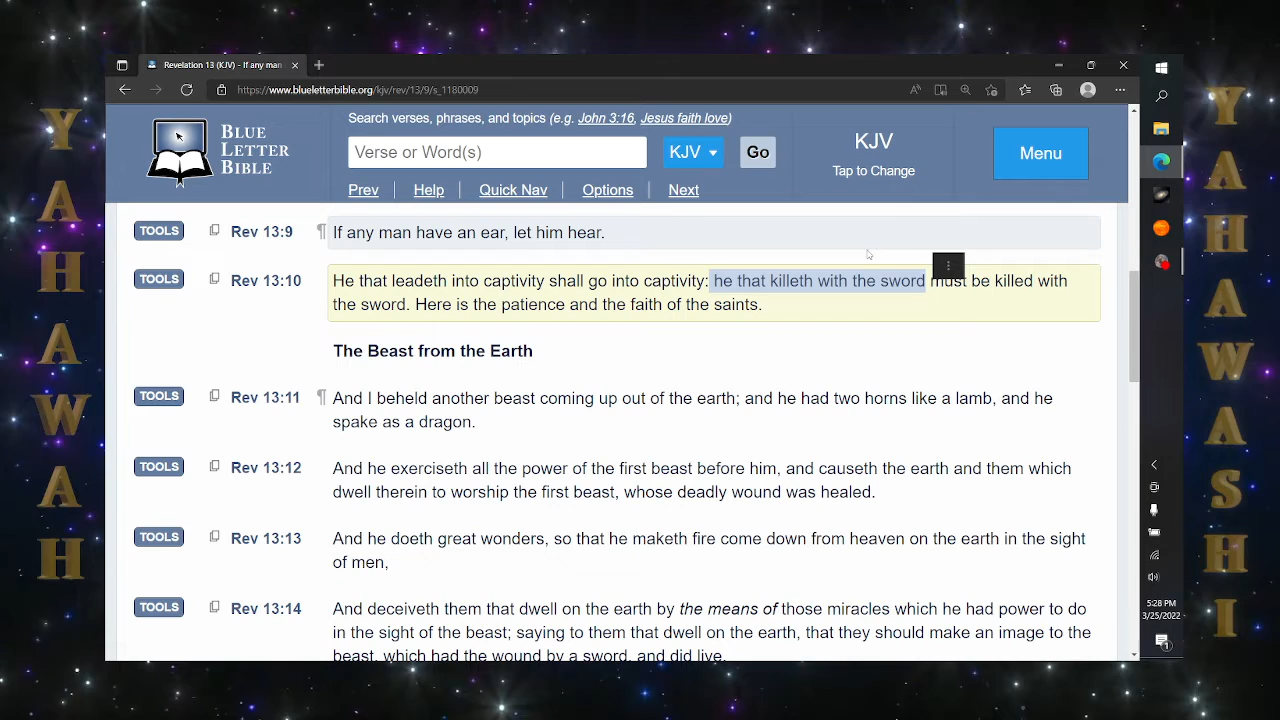 Revelation 13 (KJV) - If any man
https://www.blueletterbible.org/kjv/rev/13/9/s_1180009
BLUE
LETTER
BIBLE
Search verses, phrases, and topics (e.g. John 3:16, Jesus faith love)
Verse or Word(s)
KJV
Go
Prev
Help
Quick Nav
Options
Next
KJV
Tap to Change
Menu
TOOLS Rev 13:9 ¶ If any man have an ear, let him hear.
TOOLS Rev 13:10 He that leadeth into captivity shall go into captivity: he that killeth with the sword must be killed with
the sword. Here is the patience and the faith of the saints.
The Beast from the Earth
TOOLS Rev 13:11 ¶ And I beheld another beast coming up out of the earth; and he had two horns like a lamb, and he
spake as a dragon.
TOOLS Rev 13:12 And he exerciseth all the power of the first beast before him, and causeth the earth and them which
dwell therein to worship the first beast, whose deadly wound was healed.
TOOLS Rev 13:13 And he doeth great wonders, so that he maketh fire come down from heaven on the earth in the sight
of men,
TOOLS Rev 13:14 And deceiveth them that dwell on the earth by the means of those miracles which he had power to do
in the sight of the beast; saying to them that dwell on the earth, that they should make an image to the
beast, which had the wound by a sword, and did live.
5:28 PM
3/25/2022
1
YAHAWAH
YAHAWASHI